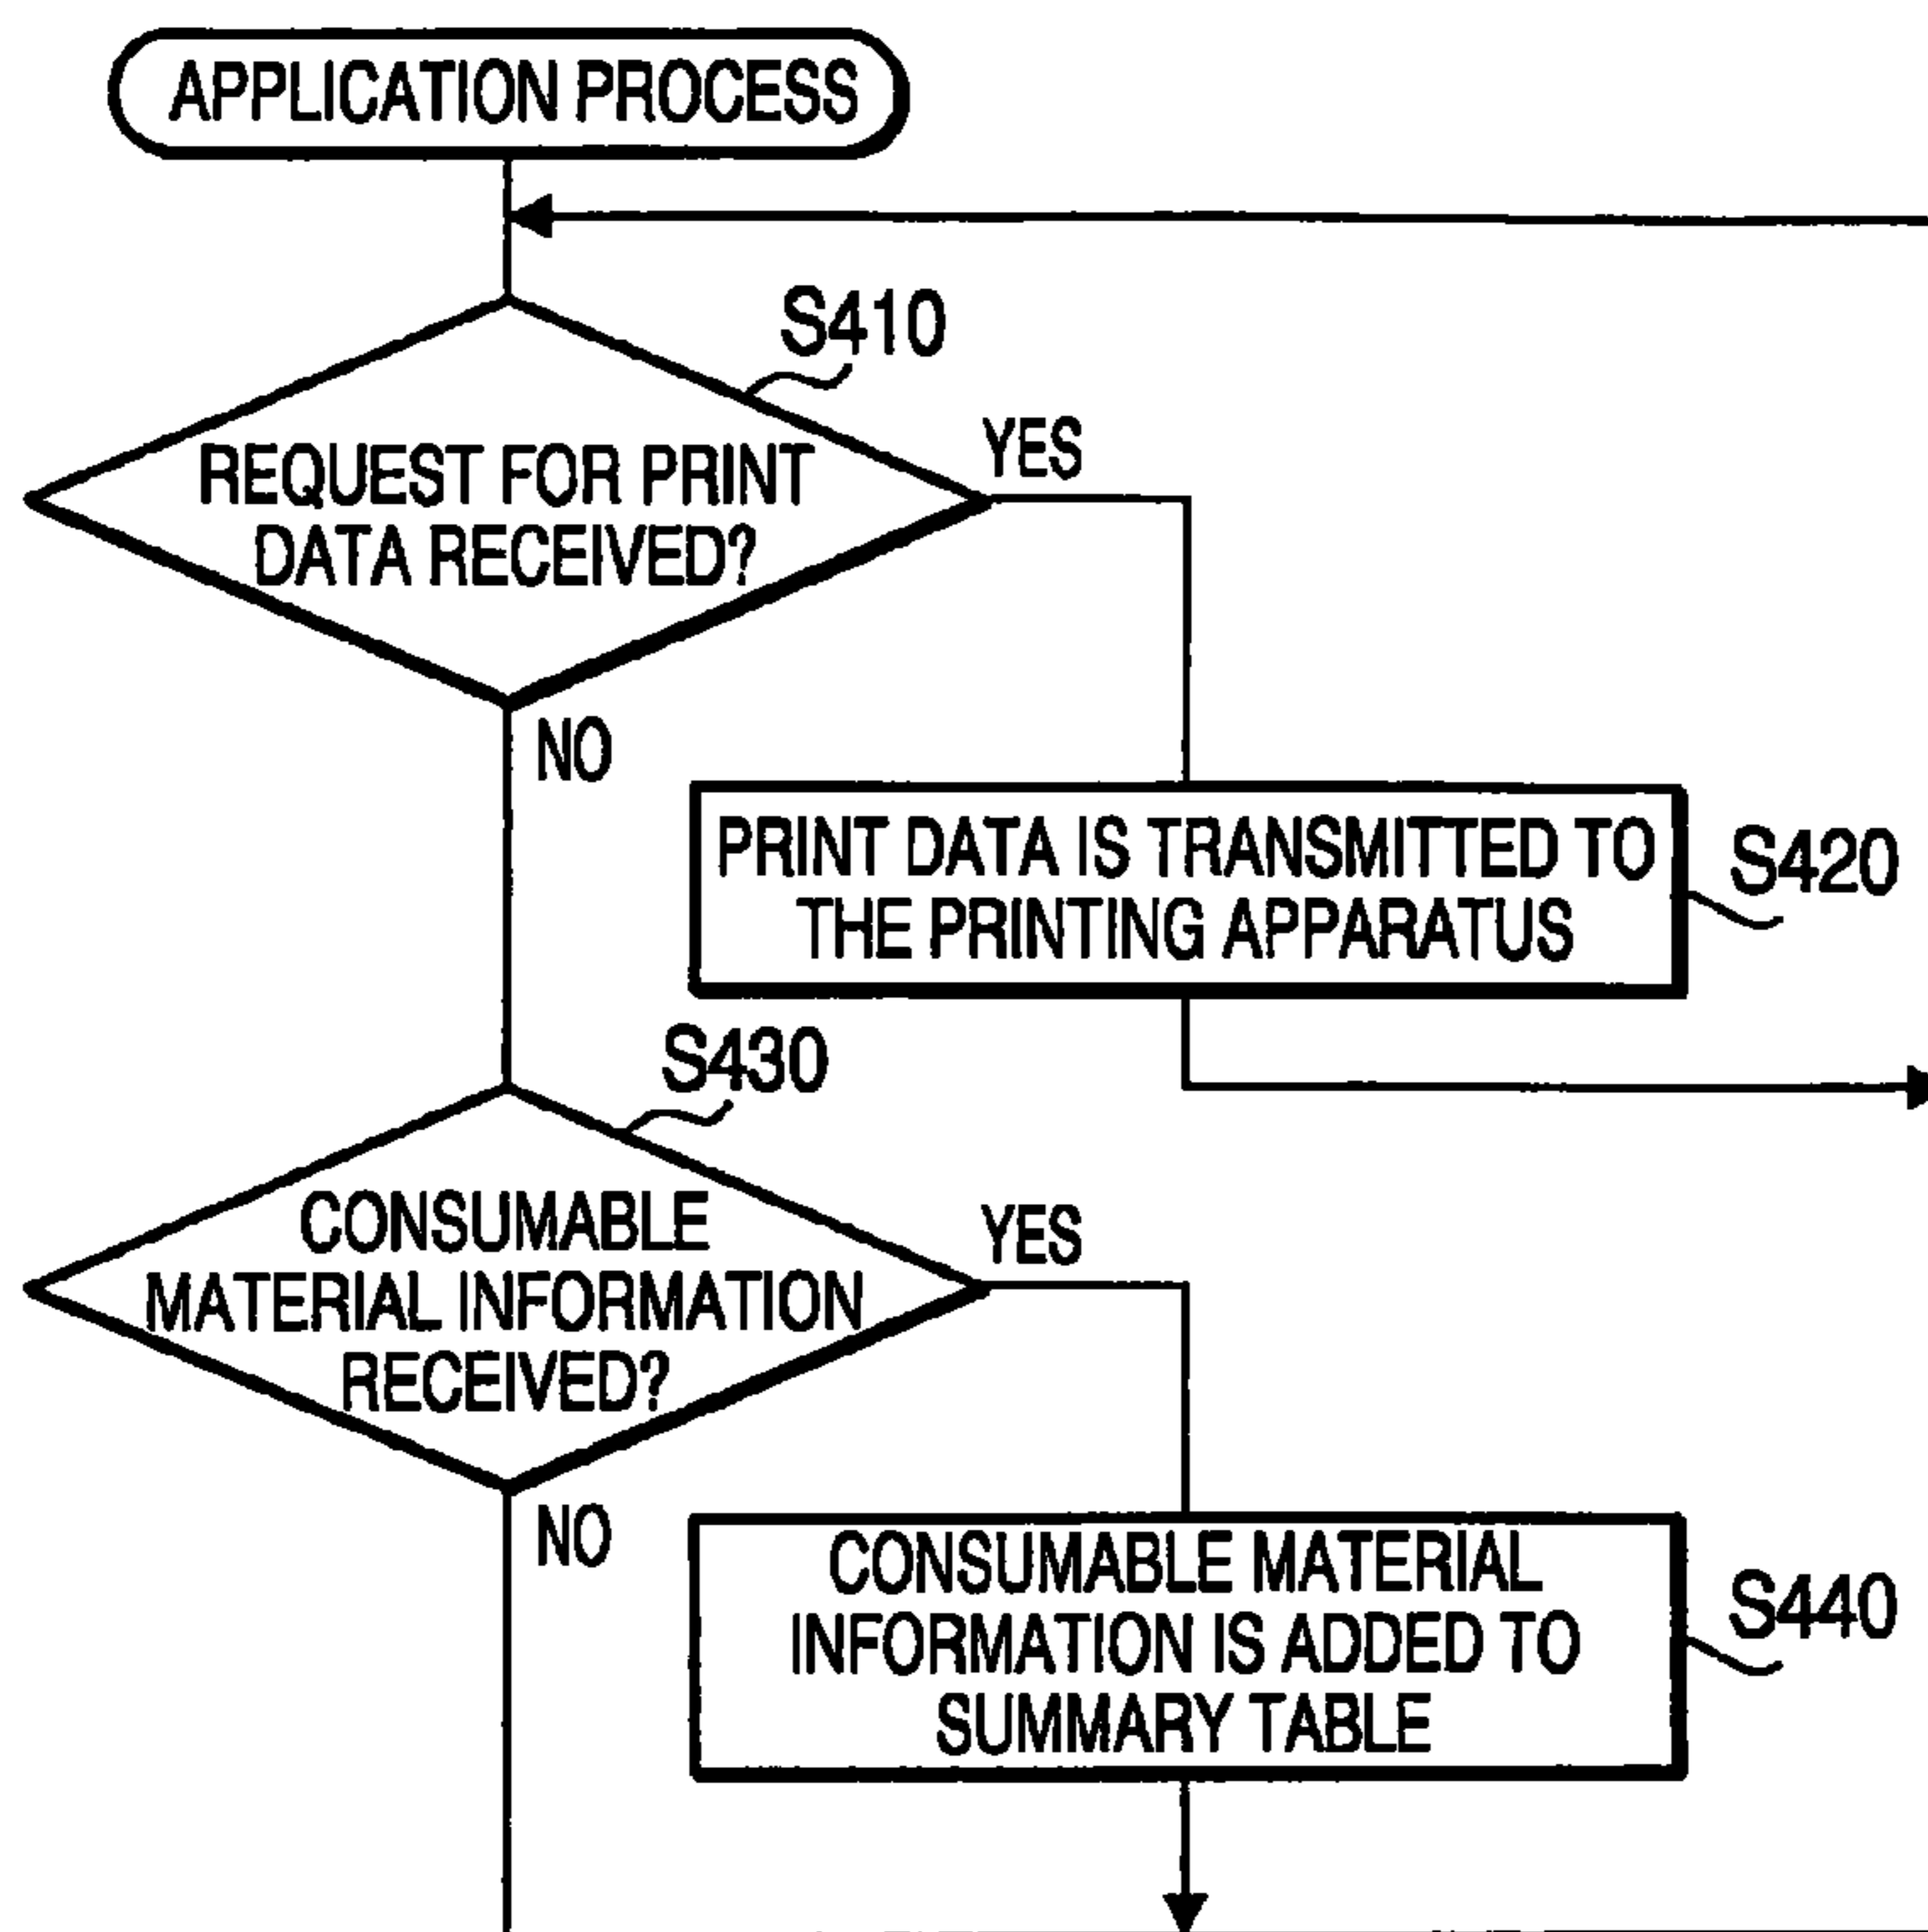 APPLICATION PROCESS
S410
REQUEST FOR PRINT
DATA RECEIVED?
YES
NO
PRINT DATA IS TRANSMITTED TO
THE PRINTING APPARATUS
S420
S430
CONSUMABLE
MATERIAL INFORMATION
RECEIVED?
YES
NO
CONSUMABLE MATERIAL
INFORMATION IS ADDED TO
SUMMARY TABLE
S440